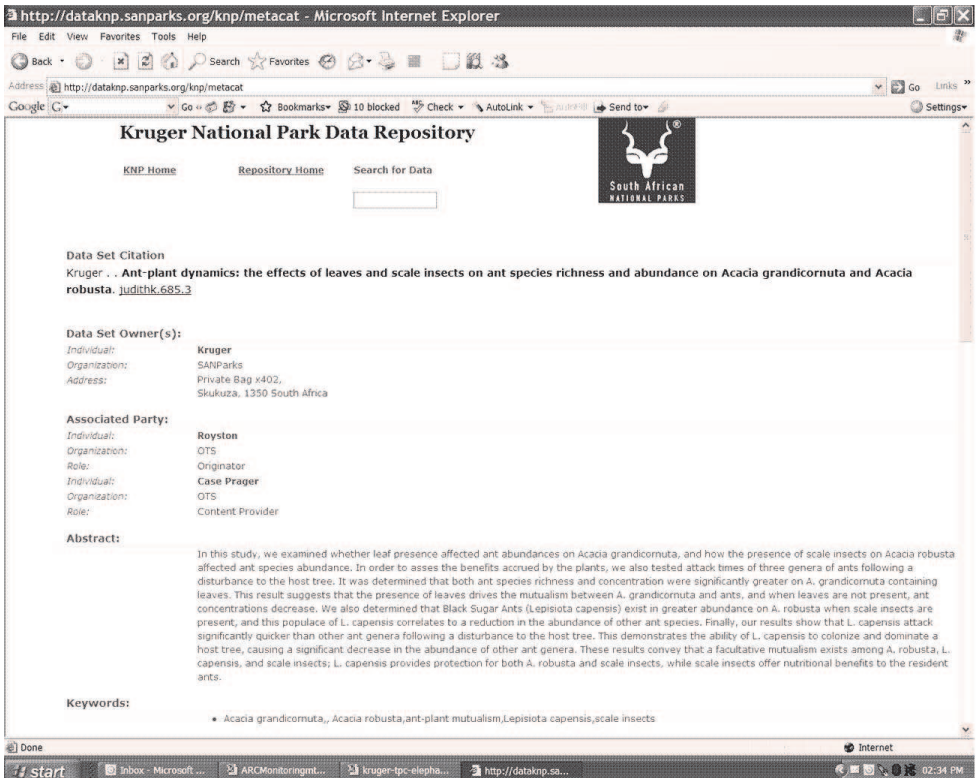 http://dataknp.sanparks.org/knp/metacat - Microsoft Internet Explorer
File Edit View Favorites Tools Help
Back Search Favorites
Address http://dataknp.sanparks.org/knp/metacat Go Links »
Google G Go Bookmarks 10 blocked Check AutoLink AutoFill Send to Settings
Kruger National Park Data Repository
KNP Home Repository Home Search for Data
South African
NATIONAL PARKS
Data Set Citation
Kruger . . Ant-plant dynamics: the effects of leaves and scale insects on ant species richness and abundance on Acacia grandicornuta and Acacia
robusta. judithk.685.3
Data Set Owner(s):
Individual: Kruger
Organization: SANParks
Address: Private Bag x402,
Skukuza, 1350 South Africa
Associated Party:
Individual: Royston
Organization: OTS
Role: Originator
Individual: Case Prager
Organization: OTS
Role: Content Provider
Abstract:
In this study, we examined whether leaf presence affected ant abundances on Acacia grandicornuta, and how the presence of scale insects on Acacia robusta
affected ant species abundance. In order to asses the benefits accrued by the plants, we also tested attack times of three genera of ants following a
disturbance to the host tree. It was determined that both ant species richness and concentration were significantly greater on A. grandicornuta containing
leaves. This result suggests that the presence of leaves drives the mutualism between A. grandicornuta and ants, and when leaves are not present, ant
concentrations decrease. We also determined that Black Sugar Ants (Lepisiota capensis) exist in greater abundance on A. robusta when scale insects are
present, and this populace of L. capensis correlates to a reduction in the abundance of other ant species. Finally, our results show that L. capensis attack
significantly quicker than other ant genera following a disturbance to the host tree. This demonstrates the ability of L. capensis to colonize and dominate a
host tree, causing a significant decrease in the abundance of other ant genera. These results convey that a facultative mutualism exists among A. robusta, L.
capensis, and scale insects; L. capensis provides protection for both A. robusta and scale insects, while scale insects offer nutritional benefits to the resident
ants.
Keywords:
• Acacia grandicornuta,, Acacia robusta,ant-plant mutualism,Lepisiota capensis,scale insects
Done Internet
start Inbox - Microsoft ... ARCMonitoringmt... kruger-tpc-elepha... http://dataknp.sa... 02:34 PM